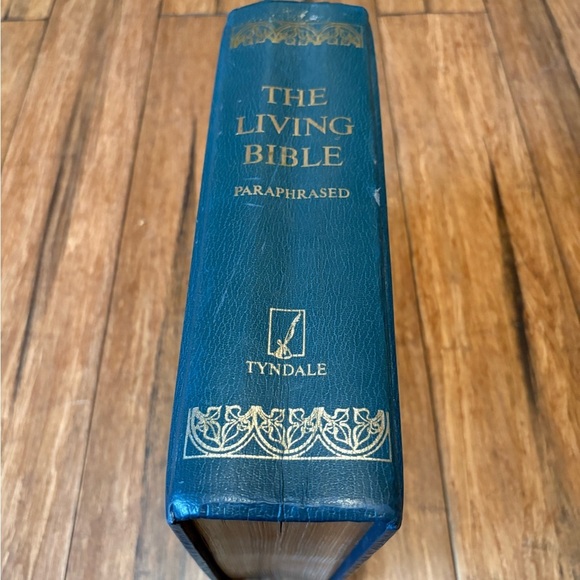 THE
LIVING
BIBLE
PARAPHRASED
TYNDALE